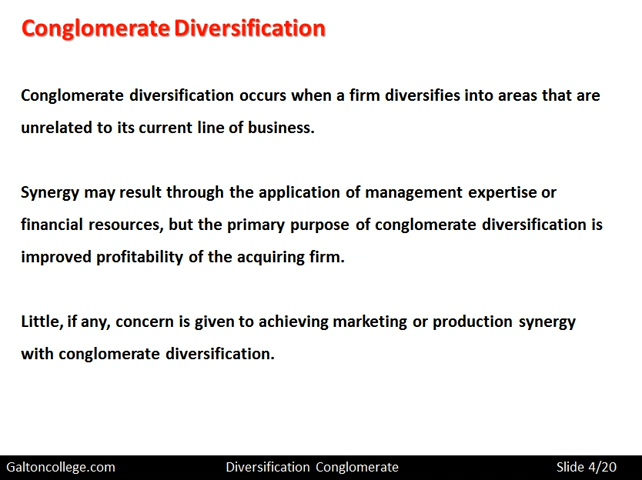 Conglomerate Diversification
Conglomerate diversification occurs when a firm diversifies into areas that are
unrelated to its current line of business.
Synergy may result through the application of management expertise or
financial resources, but the primary purpose of conglomerate diversification is
improved profitability of the acquiring firm.
Little, if any, concern is given to achieving marketing or production synergy
with conglomerate diversification.
Galtoncollege.com Diversification Conglomerate Slide 4/20